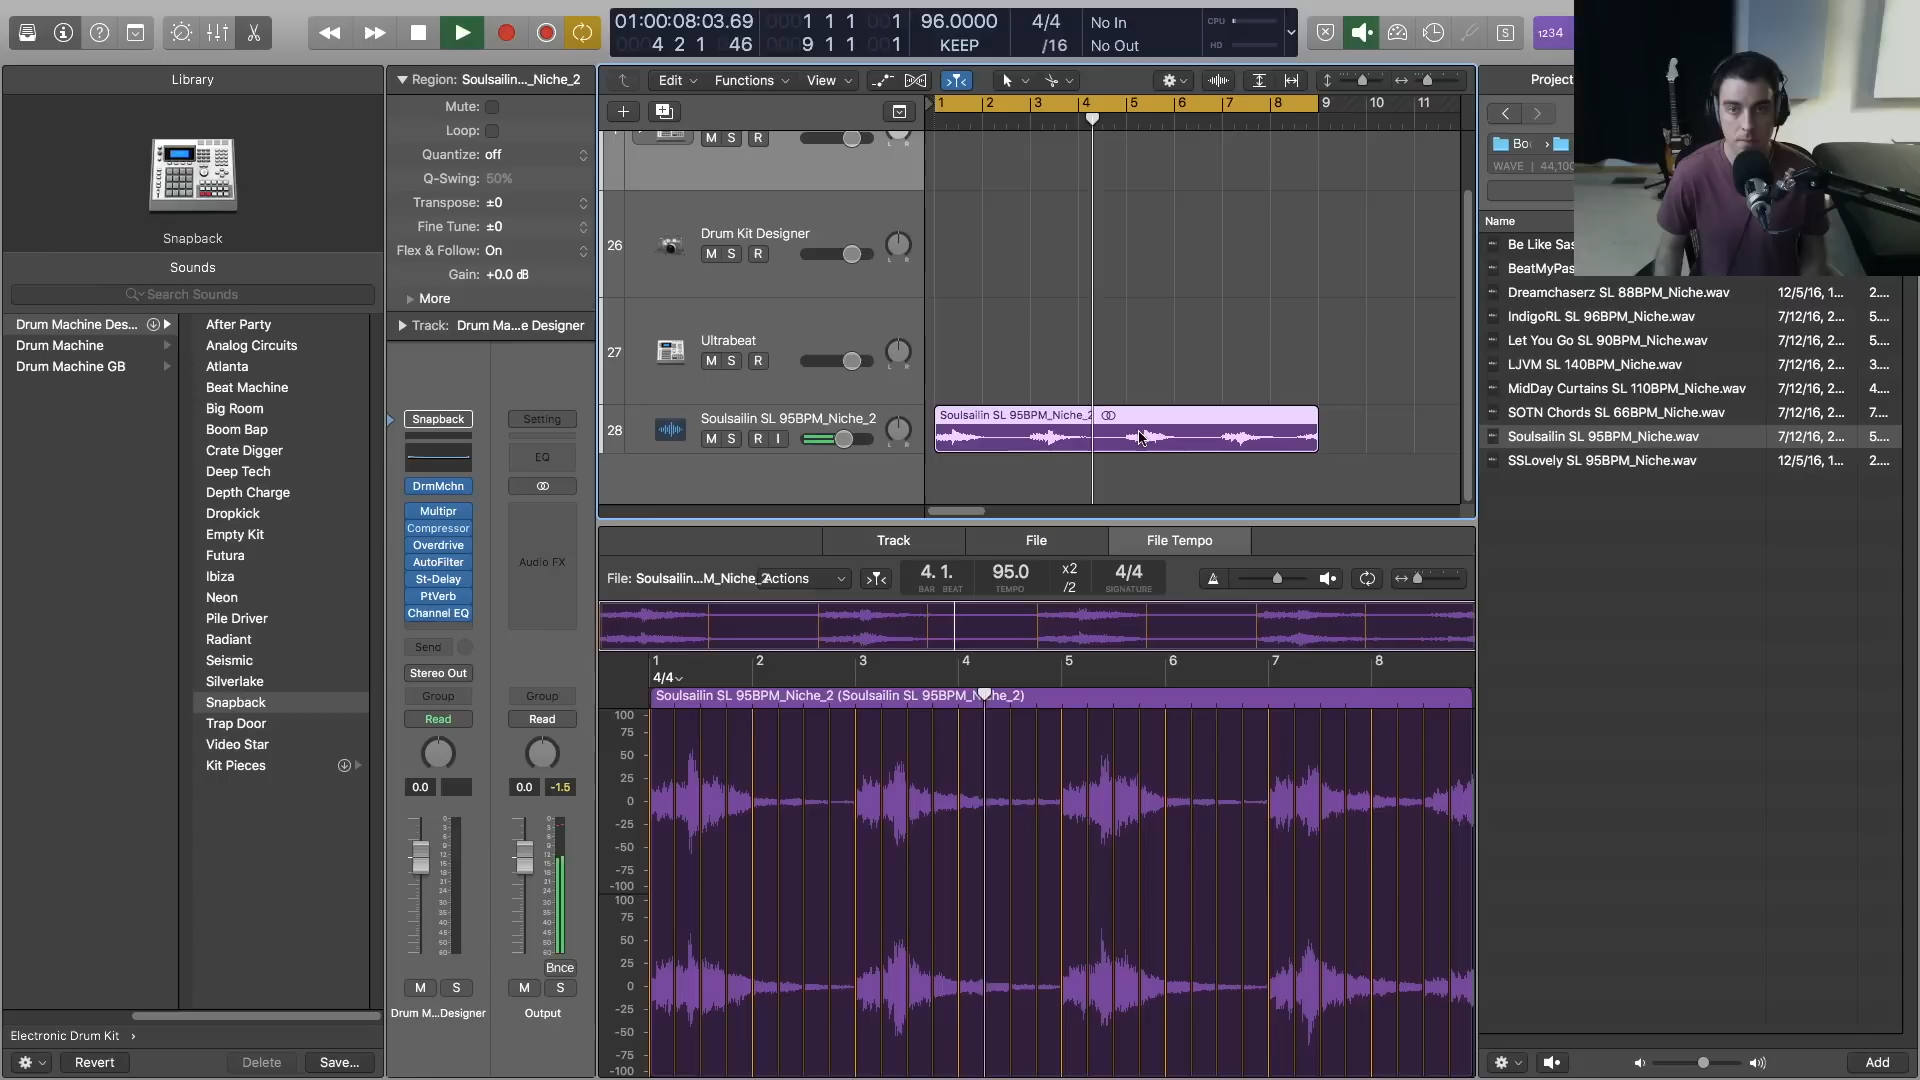 01:00:08:03.69
0004 2 1 46
0001 1 1 001
0009 1 1 001
96.0000
KEEP
4/4
/16
No In
No Out
CPU
HD
1234
Library
Snapback
Sounds
Search Sounds
Drum Machine Des...
Drum Machine
Drum Machine GB
After Party
Analog Circuits
Atlanta
Beat Machine
Big Room
Boom Bap
Crate Digger
Deep Tech
Depth Charge
Dropkick
Empty Kit
Futura
Ibiza
Neon
Pile Driver
Radiant
Seismic
Silverlake
Snapback
Trap Door
Video Star
Kit Pieces
Electronic Drum Kit
Revert
Delete
Save...
Region: Soulsailin..._Niche_2
Mute:
Loop:
Quantize: off
Q-Swing: 50%
Transpose: ±0
Fine Tune: ±0
Flex & Follow: On
Gain: +0.0 dB
More
Track: Drum Ma...e Designer
Snapback
DrmMchn
Multipr
Compressor
Overdrive
AutoFilter
St-Delay
PtVerb
Channel EQ
Send
Stereo Out
Group
Read
0.0
M S
Drum M...Designer
Setting
EQ
Audio FX
Group
Read
0.0 -1.5
Bnce
M S
Output
Edit Functions View
1 2 3 4 5 6 7 8 9 10 11
M S R
L R
26
Drum Kit Designer
M S R
L R
27
Ultrabeat
M S R
L R
28
Soulsailin SL 95BPM_Niche_2
M S R I
L R
Soulsailin SL 95BPM_Niche_2
Track File File Tempo
File: Soulsailin...M_Niche_2
Actions
4. 1.
BAR BEAT
95.0
TEMPO
x2
/2
4/4
SIGNATURE
1 2 3 4 5 6 7 8
4/4
Soulsailin SL 95BPM_Niche_2 (Soulsailin SL 95BPM_Niche_2)
100
75
50
25
0
-25
-50
-75
-100
100
75
50
25
0
-25
-50
-75
-100
Project
WAVE | 44,100
Name
Be Like Sas
BeatMyPas
Dreamchaserz SL 88BPM_Niche.wav 12/5/16, 1... 2....
IndigoRL SL 96BPM_Niche.wav 7/12/16, 2... 5....
Let You Go SL 90BPM_Niche.wav 7/12/16, 2... 5....
LJVM SL 140BPM_Niche.wav 7/12/16, 2... 3....
MidDay Curtains SL 110BPM_Niche.wav 7/12/16, 2... 4....
SOTN Chords SL 66BPM_Niche.wav 7/12/16, 2... 7....
Soulsailin SL 95BPM_Niche.wav 7/12/16, 2... 5....
SSLovely SL 95BPM_Niche.wav 12/5/16, 1... 2....
Add